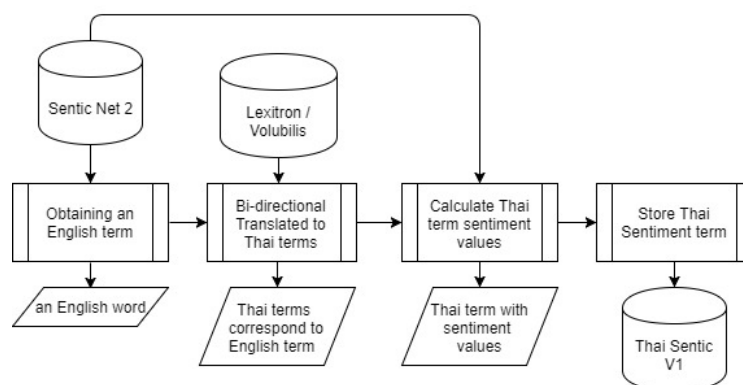 Sentic Net 2
Lexitron /
Volubilis
Obtaining an
English term
Bi-directional
Translated to
Thai terms
Calculate Thai
term sentiment
values
Store Thai
Sentiment term
an English word
Thai terms
correspond to
English term
Thai term with
sentiment
values
Thai Sentic
V1